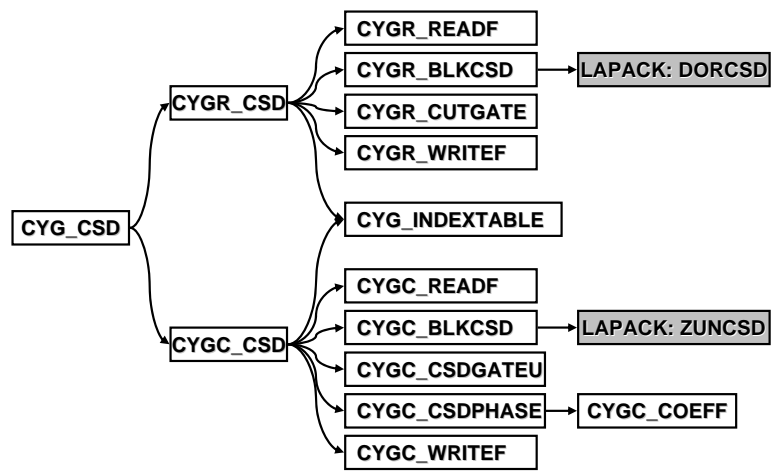 CYGR_READF
CYGR_BLKCSD
LAPACK: DORCSD
CYGR_CSD
CYGR_CUTGATE
CYGR_WRITEF
CYG_CSD
CYG_INDEXTABLE
CYGC_READF
CYGC_BLKCSD
LAPACK: ZUNCSD
CYGC_CSD
CYGC_CSDGATEU
CYGC_CSDPHASE
CYGC_COEFF
CYGC_WRITEF